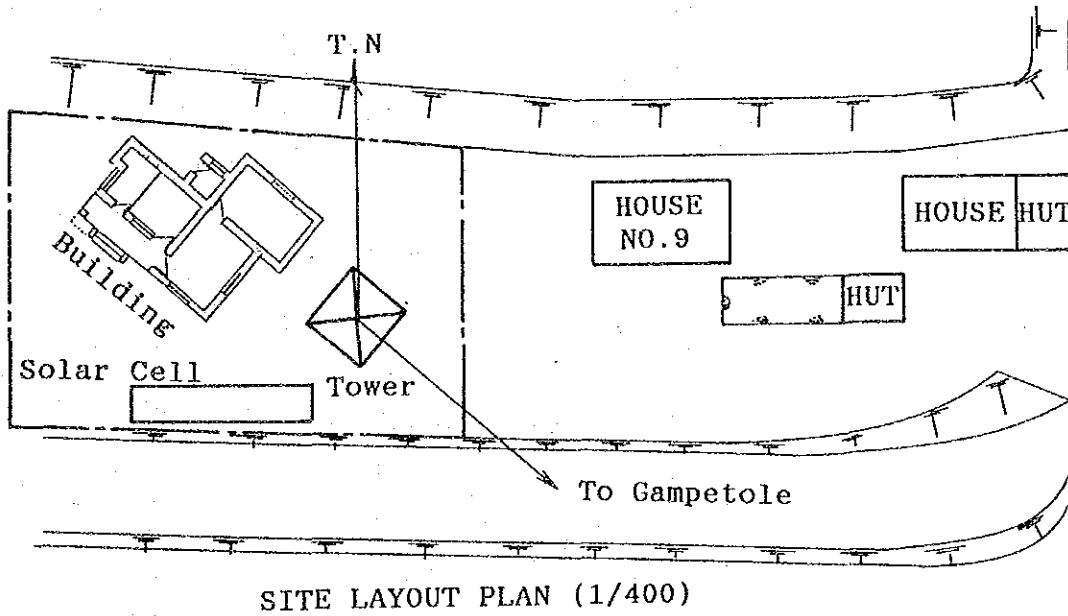 T.N
HOUSE
NO.9
HOUSE
HUT
HUT
Building
Solar Cell
Tower
To Gampetole
SITE LAYOUT PLAN (1/400)